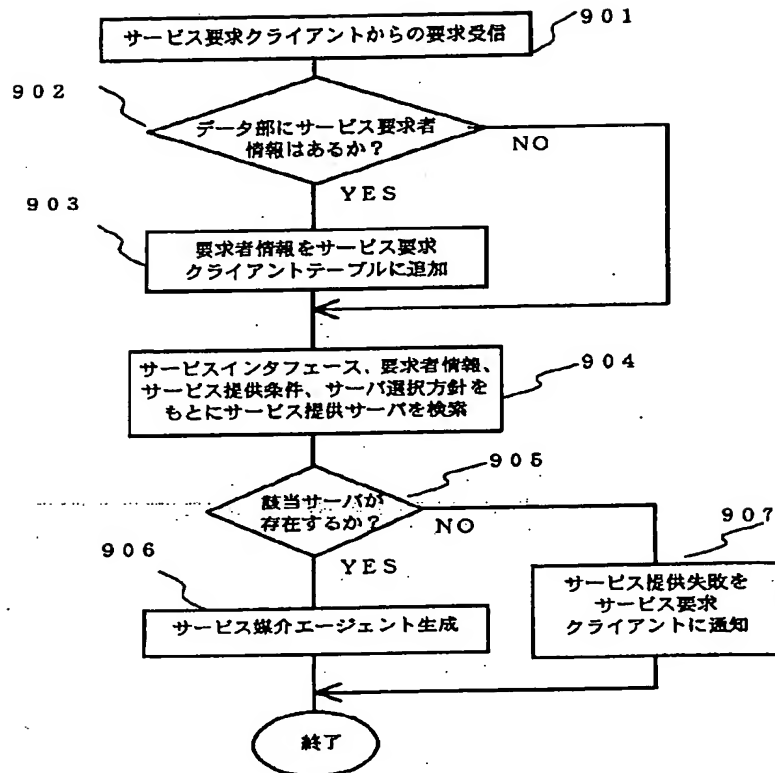 サービス要求クライアントからの要求受信
901
902
データ部にサービス要求者
情報はあるか？
NO
YES
903
要求者情報をサービス要求
クライアントテーブルに追加
サービスインタフェース、要求者情報、
サービス提供条件、サーバ選択方針を
もとにサービス提供サーバを検索
904
905
該当サーバが
存在するか？
NO
YES
906
907
サービス媒介エージェント生成
サービス提供失敗を
サービス要求
クライアントに通知
終了